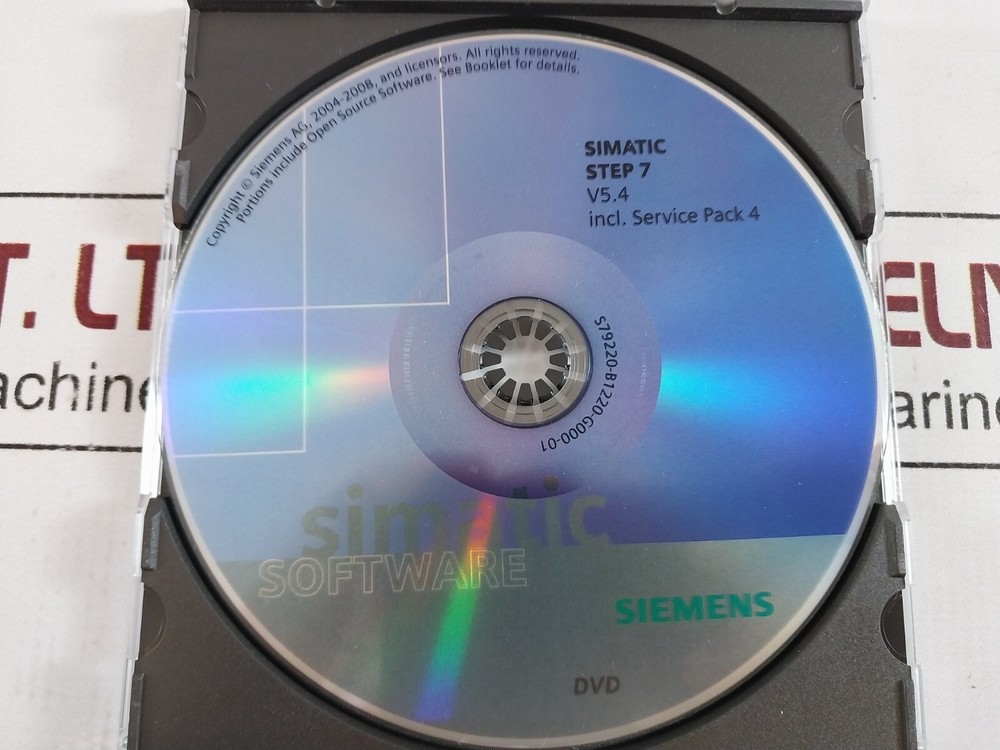 Copyright © Siemens AG, 2004-2008, and licensors. All rights reserved.
Portions include Open Source Software. See Booklet for details.
SIMATIC
STEP 7
V5.4
incl. Service Pack 4
T. LT
ELIV
achine
arine
S79220-B1220-G000-01
simatic
SOFTWARE
SIEMENS
DVD